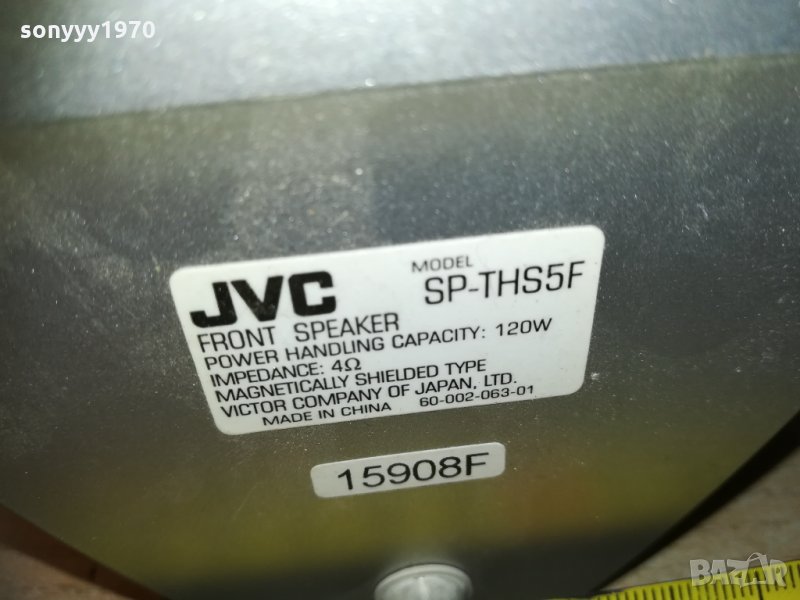 sonyyy1970
JVC MODEL SP-THS5F
FRONT SPEAKER
POWER HANDLING CAPACITY: 120W
IMPEDANCE: 4Ω
MAGNETICALLY SHIELDED TYPE
VICTOR COMPANY OF JAPAN, LTD.
MADE IN CHINA 60-002-063-01
15908F
BAZAR